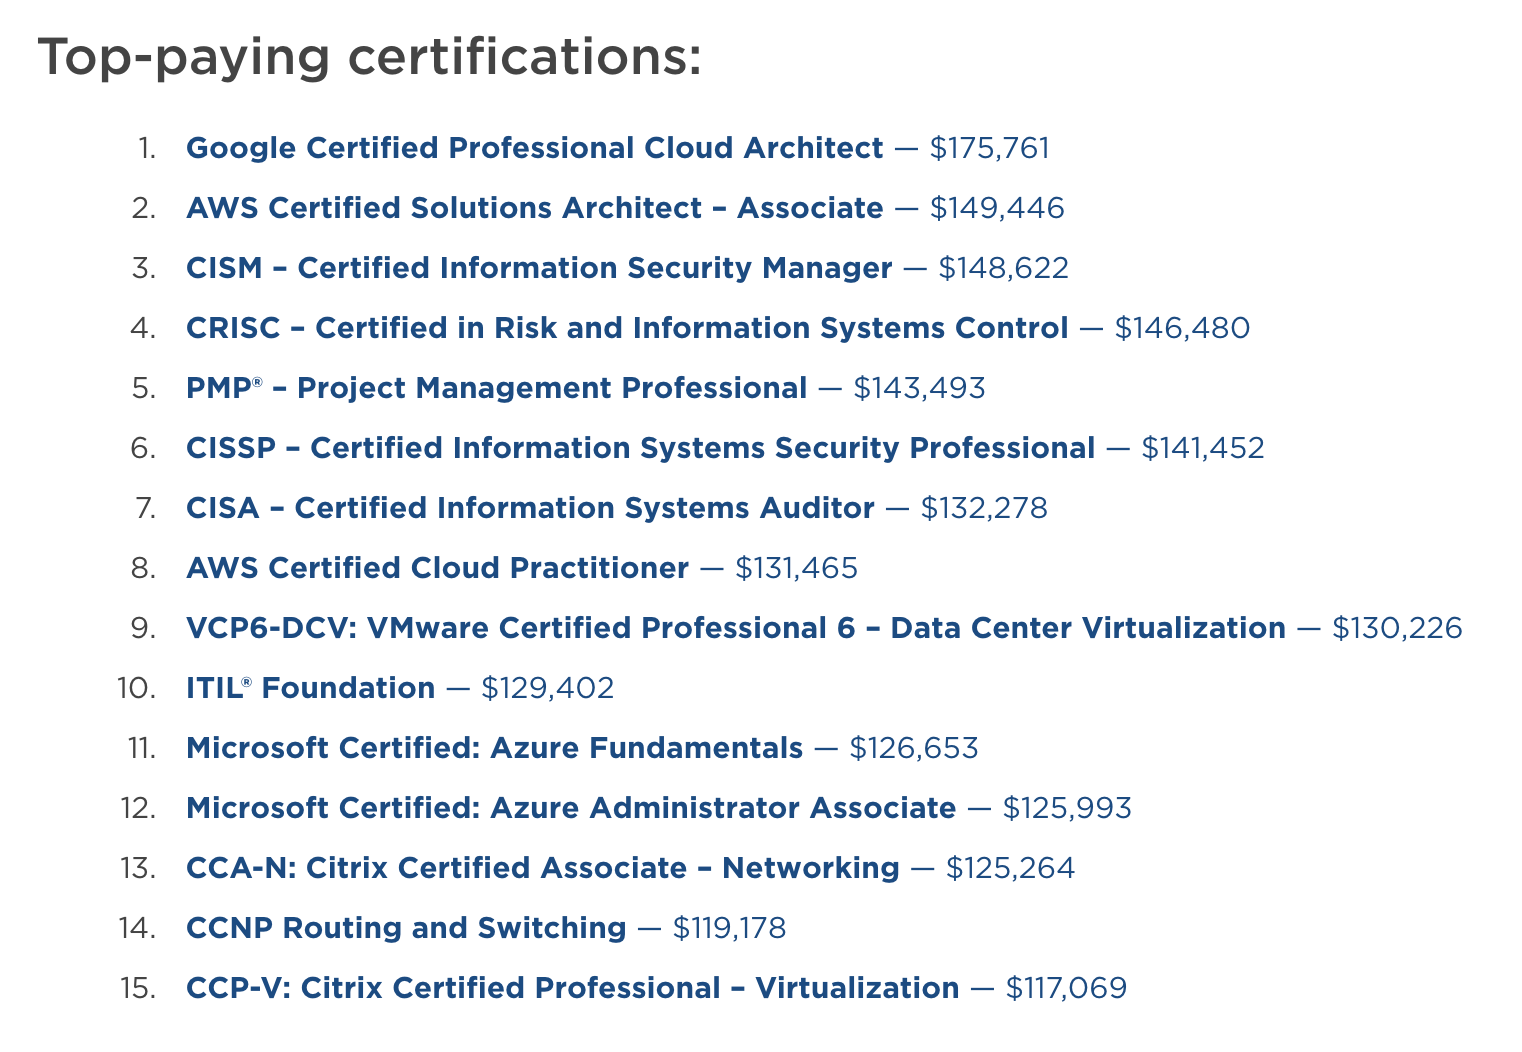 Top-paying certifications:
1. Google Certified Professional Cloud Architect — $175,761
2. AWS Certified Solutions Architect – Associate — $149,446
3. CISM – Certified Information Security Manager — $148,622
4. CRISC – Certified in Risk and Information Systems Control — $146,480
5. PMP® – Project Management Professional — $143,493
6. CISSP – Certified Information Systems Security Professional — $141,452
7. CISA – Certified Information Systems Auditor — $132,278
8. AWS Certified Cloud Practitioner — $131,465
9. VCP6-DCV: VMware Certified Professional 6 – Data Center Virtualization — $130,226
10. ITIL® Foundation — $129,402
11. Microsoft Certified: Azure Fundamentals — $126,653
12. Microsoft Certified: Azure Administrator Associate — $125,993
13. CCA-N: Citrix Certified Associate – Networking — $125,264
14. CCNP Routing and Switching — $119,178
15. CCP-V: Citrix Certified Professional – Virtualization — $117,069